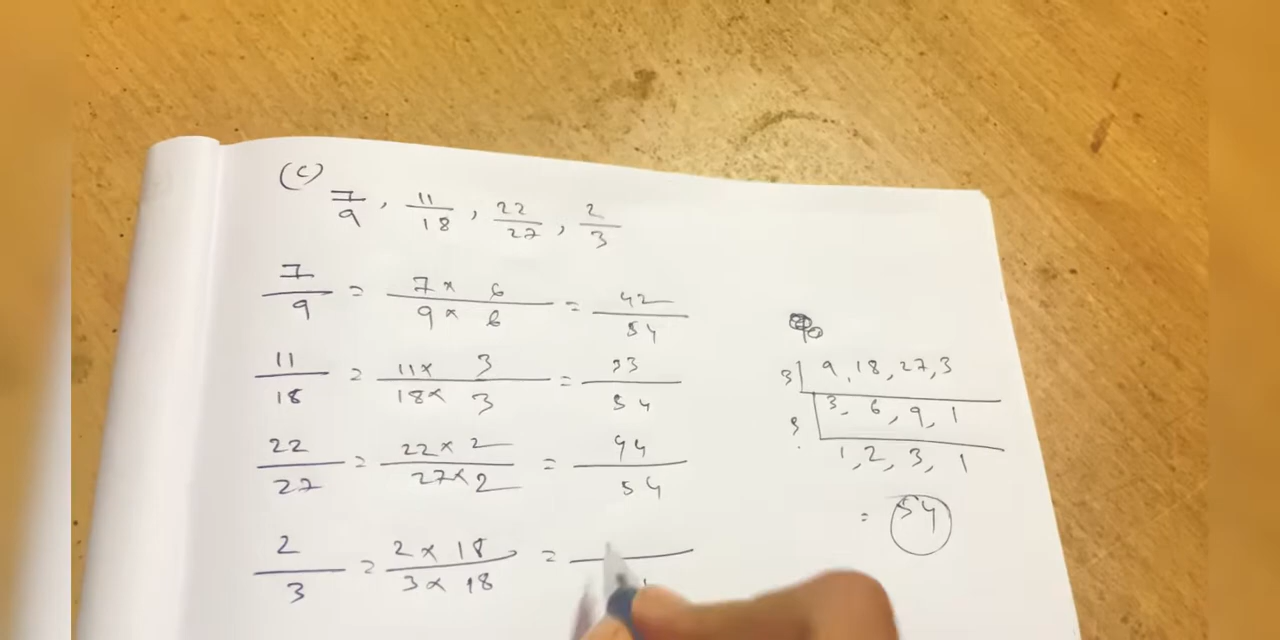 (c)
7/9, 11/18, 22/27, 2/3
7/9 = 7 × 6 / 9 × 6 = 42/54
11/18 = 11 × 3 / 18 × 3 = 33/54
22/27 = 22 × 2 / 27 × 2 = 44/54
2/3 = 2 × 18 / 3 × 18 =
3 | 9, 18, 27, 3
3 | 3, 6, 9, 1
1, 2, 3, 1
= 54